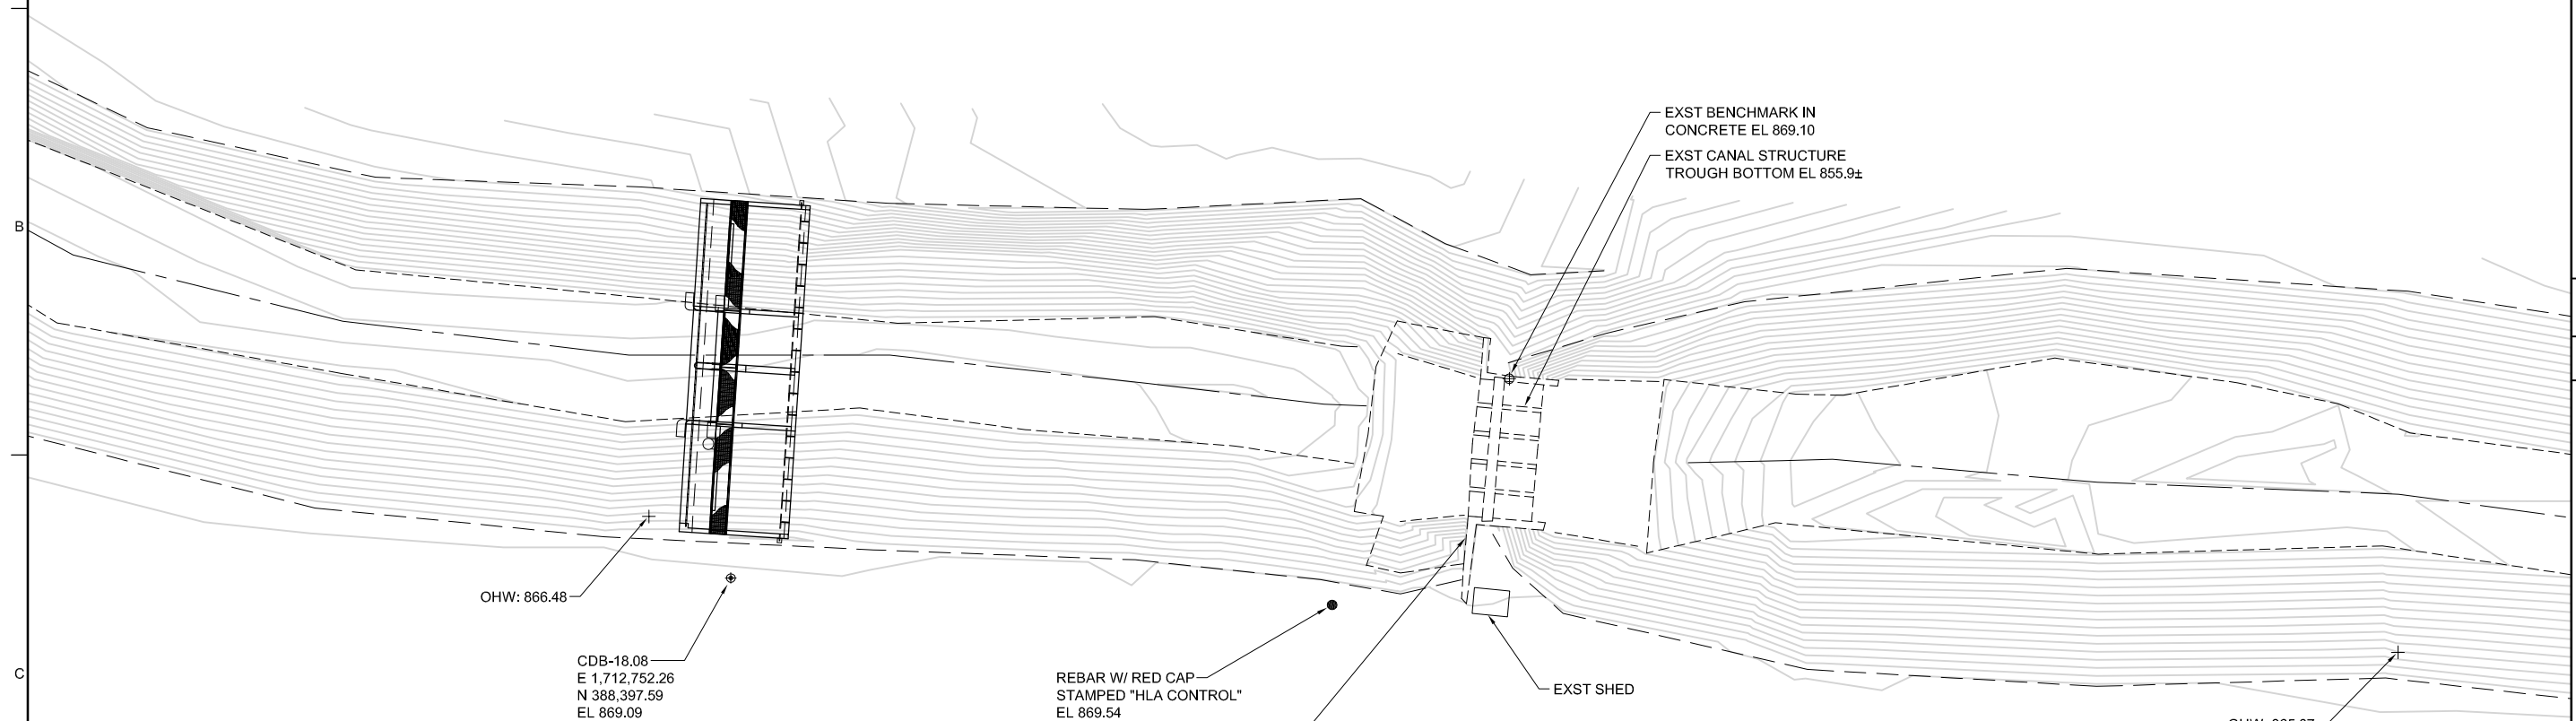 EXST BENCHMARK IN
CONCRETE EL 869.10
EXST CANAL STRUCTURE
TROUGH BOTTOM EL 855.9±
B
OHW: 866.48
CDB-18.08
E 1,712,752.26
N 388,397.59
EL 869.09
REBAR W/ RED CAP
STAMPED "HLA CONTROL"
EL 869.54
EXST SHED
C